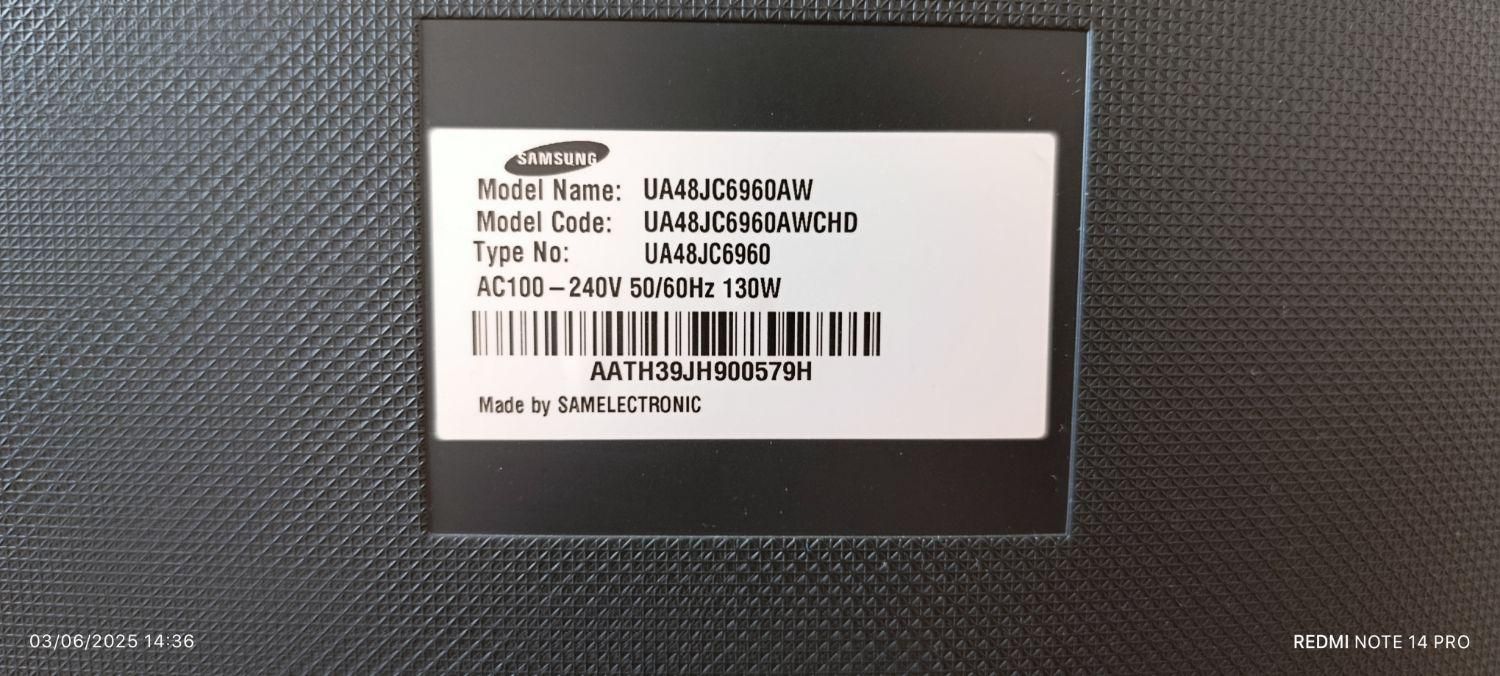 SAMSUNG
Model Name: UA48JC6960AW
Model Code: UA48JC6960AWCHD
Type No: UA48JC6960
AC100-240V 50/60Hz 130W
AATH39JH900579H
Made by SAMELECTRONIC
03/06/2025 14:36
REDMI NOTE 14 PRO